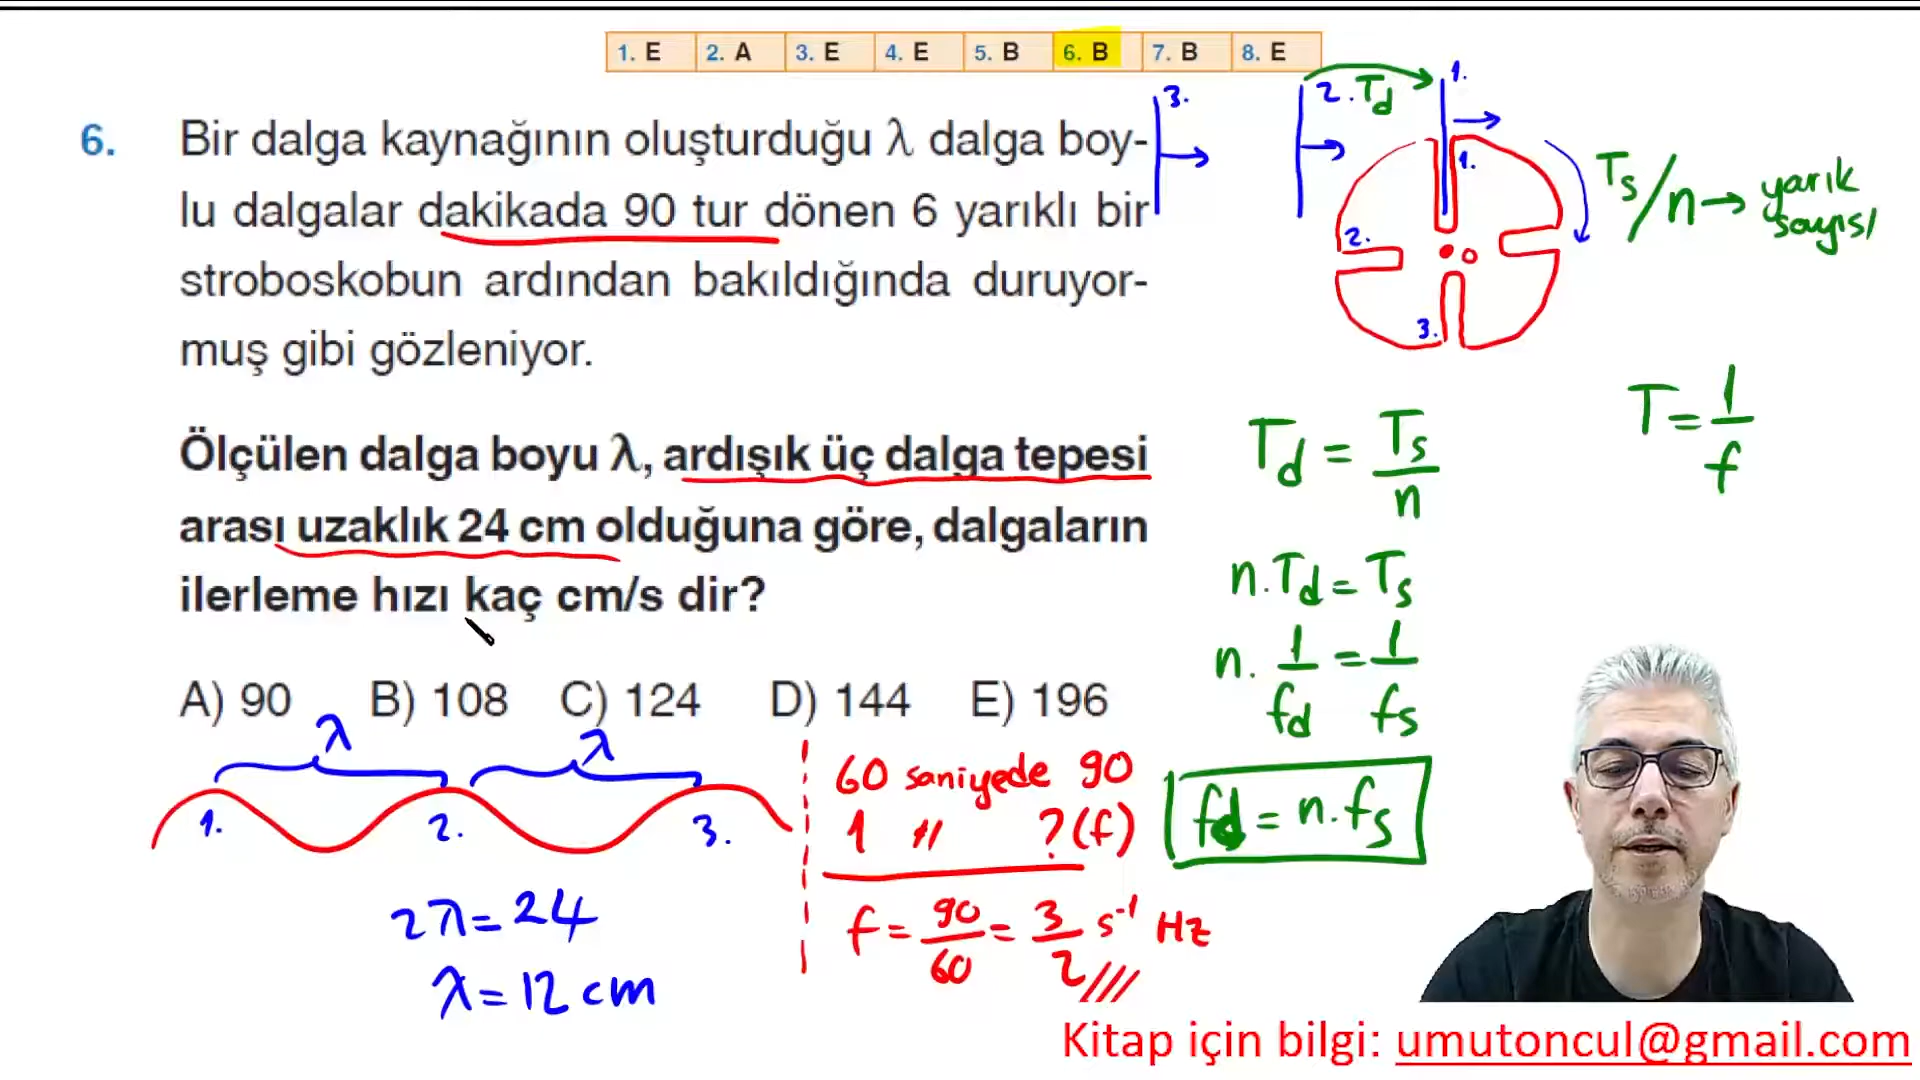 1. E 2. A 3. E 4. E 5. B 6. B 7. B 8. E
6. Bir dalga kaynağının oluşturduğu λ dalga boy-
lu dalgalar dakikada 90 tur dönen 6 yarıklı bir
stroboskobun ardından bakıldığında duruyor-
muş gibi gözleniyor.
Ölçülen dalga boyu λ, ardışık üç dalga tepesi
arası uzaklık 24 cm olduğuna göre, dalgaların
ilerleme hızı kaç cm/s dir?
A) 90 B) 108 C) 124 D) 144 E) 196
λ λ
1. 2. 3.
2λ = 24
λ = 12 cm
60 saniyede 90
1 〃 ? (f)
f = 90/60 = 3/2 s⁻¹ Hz
3. 2. Td 1.
1.
2.
3.
Ts/n → yarık
sayısı
Td = Ts/n
T = 1/f
n.Td = Ts
n. 1/fd = 1/fs
fd = n.fs
Kitap için bilgi: umutoncul@gmail.com